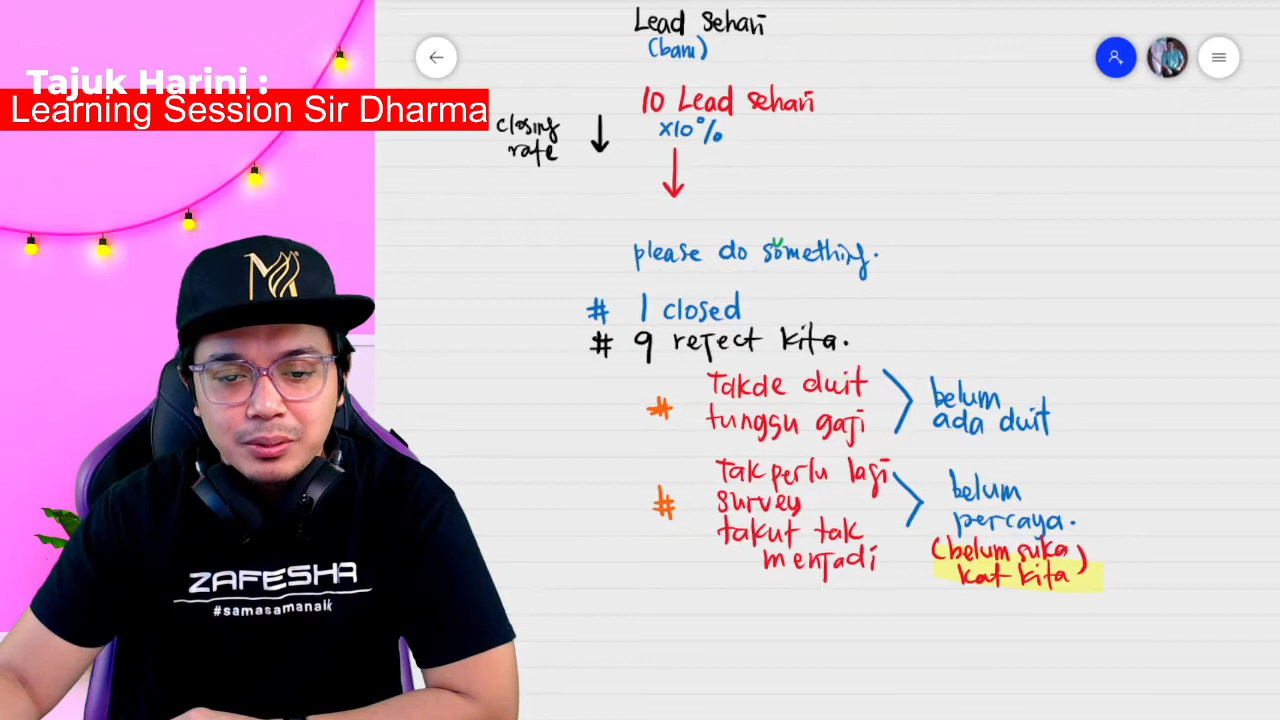 Tajuk Harini :
Learning Session Sir Dharma
Lead Sehari
(baru)
10 Lead sehari
x10%
closing
rate
please do something.
# 1 closed
# 9 reject kita.
# takde duit
tunggu gaji
belum
ada duit
# tak perlu lagi
survey
takut tak
menjadi
belum
percaya.
(belum suka
kat kita)
ZAFESHA
#samasamanaik